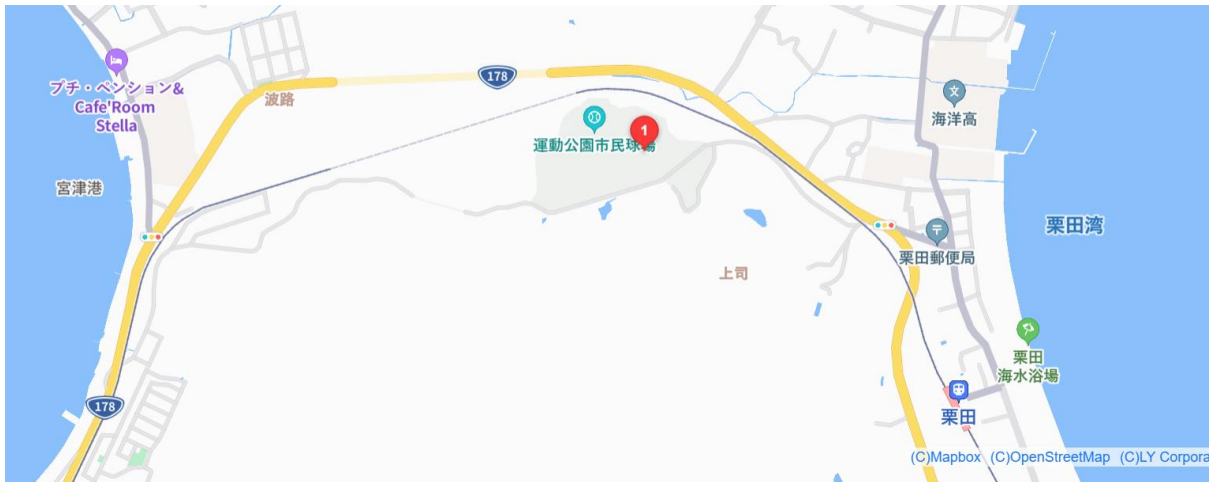 プチ・ペンション&
Cafe'Room
Stella
波路
178
運動公園市民球場
1
文
海洋高
宮津港
栗田湾
栗田郵便局
上司
栗田
海水浴場
178
栗田
(C)Mapbox (C)OpenStreetMap (C)LY Corpora